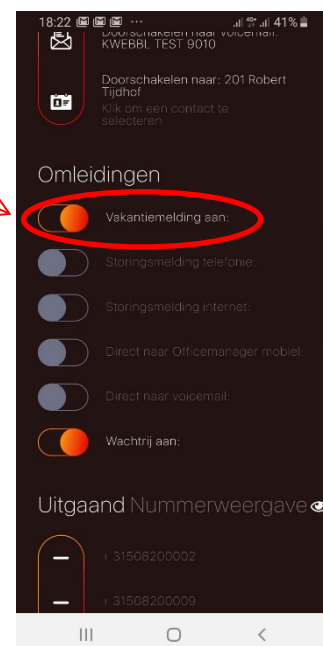 18:22 41%
Doorschakelen naar voicemail:
KWEBBL TEST 9010
Doorschakelen naar: 201 Robert
Tijdhof
Klik om een contact te
selecteren
Omleidingen
Vakantiemelding aan:
Storingsmelding telefonie:
Storingsmelding internet:
Direct naar Officemanager mobiel:
Direct naar voicemail:
Wachtrij aan:
Uitgaand Nummerweergave
+ 31508200002
+ 31508200009